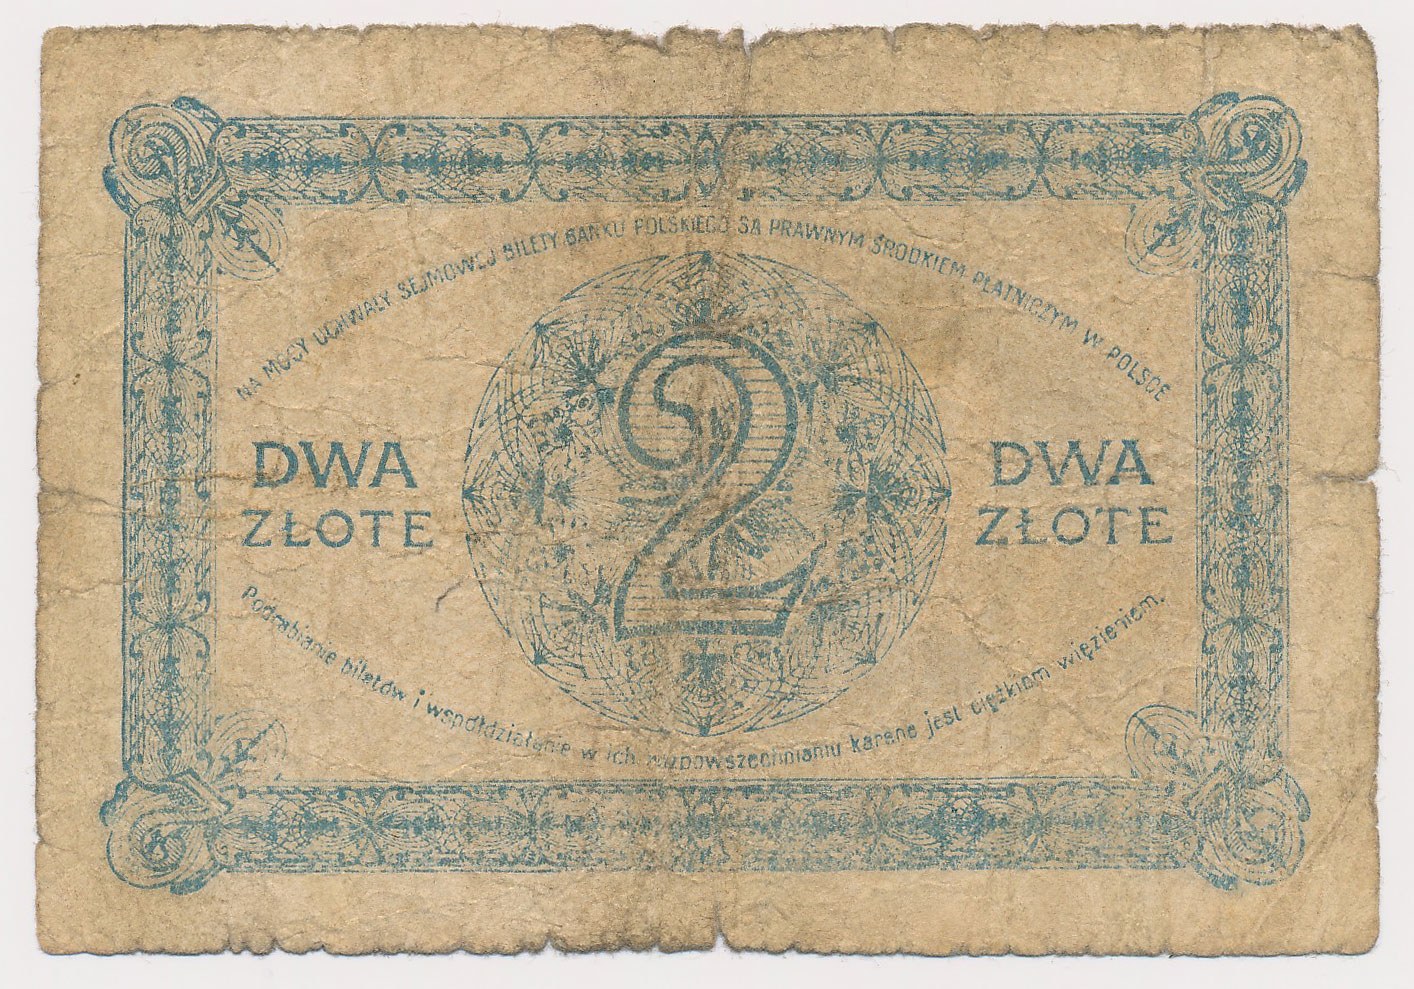 NA MOCY UCHWAŁY SEJMOWEJ BILETY BANKU POLSKIEGO SĄ PRAWNYM ŚRODKIEM PŁATNICZYM W POLSCE
2
DWA
ZŁOTE
DWA
ZŁOTE
Podrabianie biletów i współdziałanie w ich rozpowszechnianiu karane jest ciężkiem więzieniem.